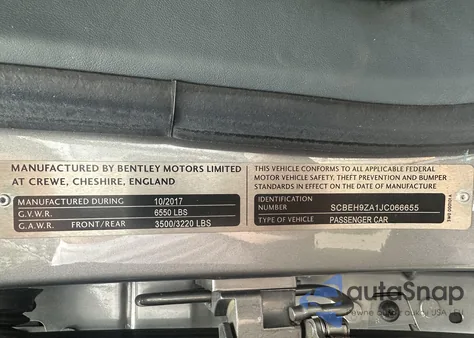 MANUFACTURED BY BENTLEY MOTORS LIMITED
AT CREWE, CHESHIRE, ENGLAND
MANUFACTURED DURING 10/2017
G.V.W.R. 6550 LBS
G.A.W.R. FRONT/REAR 3500/3220 LBS
THIS VEHICLE CONFORMS TO ALL APPLICABLE FEDERAL
MOTOR VEHICLE SAFETY, THEFT PREVENTION AND BUMPER
STANDARDS IN EFFECT ON THE DATE OF MANUFACTURE
IDENTIFICATION
NUMBER SCBEH9ZA1JC066655
TYPE OF VEHICLE PASSENGER CAR
autoSnap